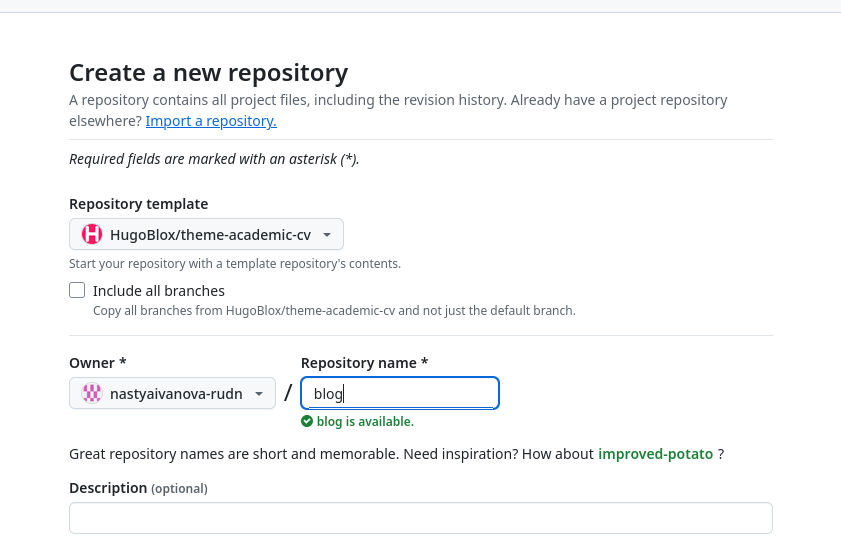 Create a new repository
A repository contains all project files, including the revision history. Already have a project repository
elsewhere? Import a repository.
Required fields are marked with an asterisk (*).
Repository template
HugoBlox/theme-academic-cv
Start your repository with a template repository's contents.
Include all branches
Copy all branches from HugoBlox/theme-academic-cv and not just the default branch.
Owner * Repository name *
nastyaivanova-rudn / blog
blog is available.
Great repository names are short and memorable. Need inspiration? How about improved-potato ?
Description (optional)